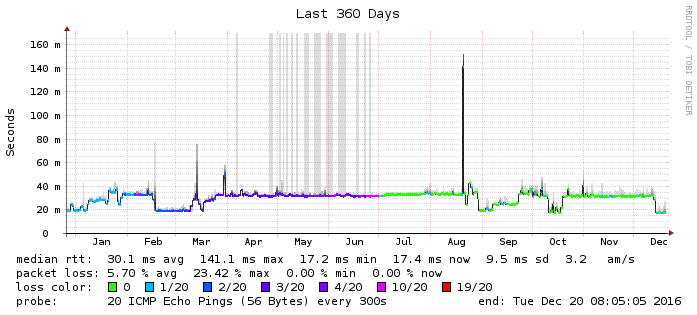 Last 360 Days
RRDTOOL / TOBI OETIKER
Seconds
160 m
140 m
120 m
100 m
80 m
60 m
40 m
20 m
0
Jan Feb Mar Apr May Jun Jul Aug Sep Oct Nov Dec
median rtt: 30.1 ms avg 141.1 ms max 17.2 ms min 17.4 ms now 9.5 ms sd 3.2 am/s
packet loss: 5.70 % avg 23.42 % max 0.00 % min 0.00 % now
loss color: 0 1/20 2/20 3/20 4/20 10/20 19/20
probe: 20 ICMP Echo Pings (56 Bytes) every 300s end: Tue Dec 20 08:05:05 2016